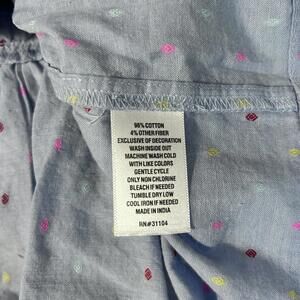 96% COTTON
4% OTHER FIBER
EXCLUSIVE OF DECORATION
WASH INSIDE OUT
MACHINE WASH COLD
WITH LIKE COLORS
GENTLE CYCLE
ONLY NON CHLORINE
BLEACH IF NEEDED
TUMBLE DRY LOW
COOL IRON IF NEEDED
MADE IN INDIA
RN#31104